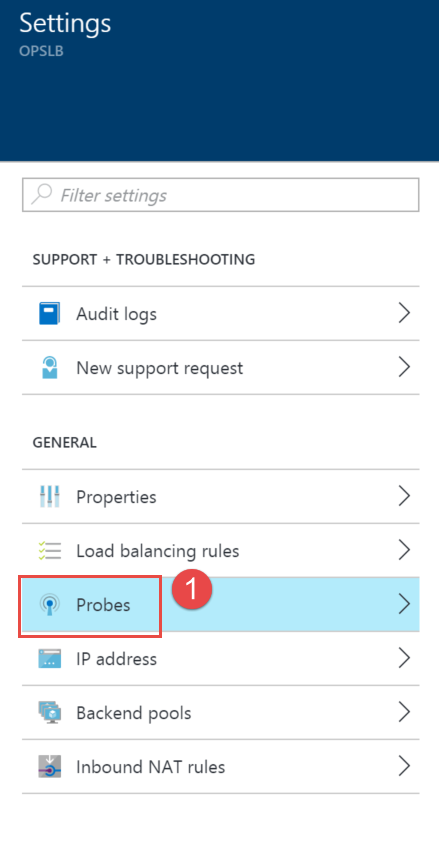 Settings
OPSLB
Filter settings
SUPPORT + TROUBLESHOOTING
Audit logs
New support request
GENERAL
Properties
Load balancing rules
Probes
1
IP address
Backend pools
Inbound NAT rules